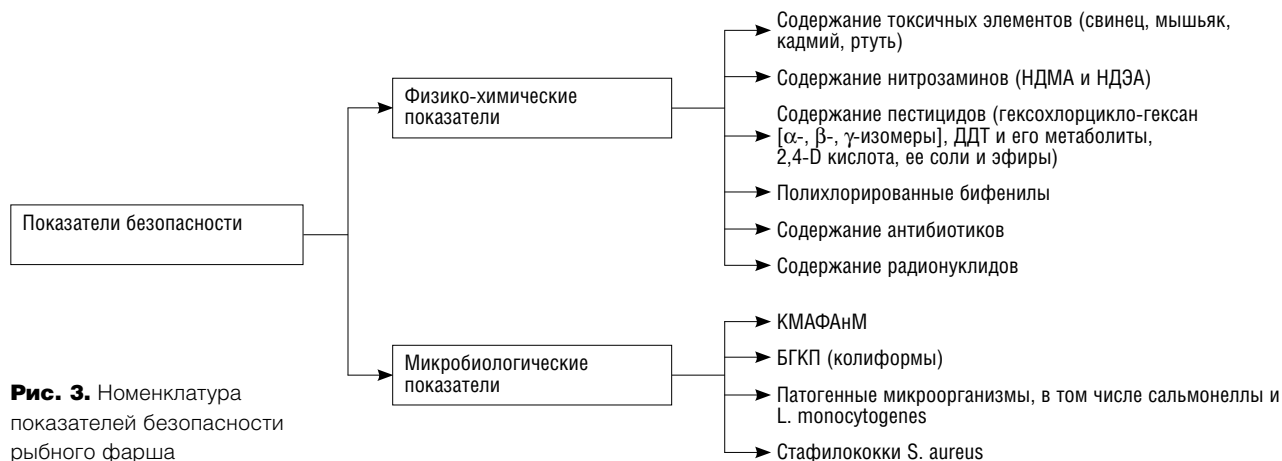 Содержание токсичных элементов (свинец, мышьяк,
кадмий, ртуть)
Физико-химические
показатели
Содержание нитрозаминов (НДМА и НДЭА)
Содержание пестицидов (гексохлорцикло-гексан
[α-, β-, γ-изомеры], ДДТ и его метаболиты,
2,4-D кислота, ее соли и эфиры)
Полихлорированные бифенилы
Показатели безопасности
Содержание антибиотиков
Содержание радионуклидов
КМАФАнМ
Микробиологические
показатели
БГКП (колиформы)
Патогенные микроорганизмы, в том числе сальмонеллы и
L. monocytogenes
Стафилококки S. aureus
Рис. 3. Номенклатура
показателей безопасности
рыбного фарша